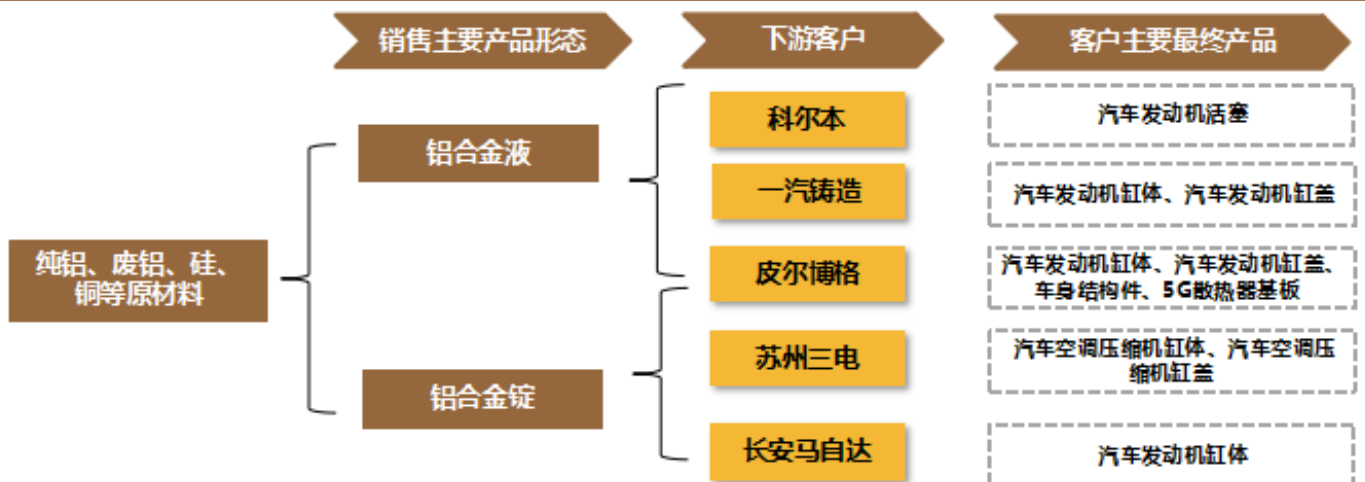 销售主要产品形态
下游客户
客户主要最终产品
纯铝、废铝、硅、
铜等原材料
铝合金液
铝合金锭
科尔本
汽车发动机活塞
一汽铸造
汽车发动机缸体、汽车发动机缸盖
皮尔博格
汽车发动机缸体、汽车发动机缸盖、
车身结构件、5G散热器基板
苏州三电
汽车空调压缩机缸体、汽车空调压
缩机缸盖
长安马自达
汽车发动机缸体